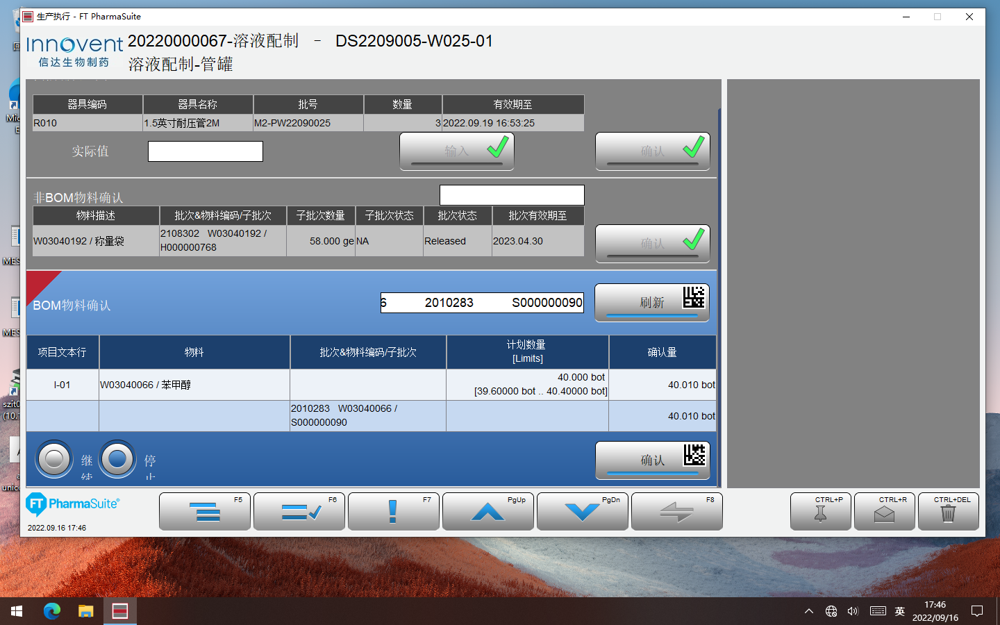 生产执行 - FT PharmaSuite
Innovent
信达生物制药
20220000067-溶液配制 - DS2209005-W025-01
溶液配制-管罐
器具编码 器具名称 批号 数量 有效期至
R010 1.5英寸耐压管2M M2-PW22090025 3 2022.09.19 16:53:25
实际值 输入 确认
非BOM物料确认
物料描述 批次&物料编码/子批次 子批次数量 子批次状态 批次状态 批次有效期至
W03040192 / 称量袋 2108302 W03040192 / H000000768 58.000 ge NA Released 2023.04.30
确认
BOM物料确认 6 2010283 S000000090 刷新
项目文本行 物料 批次&物料编码/子批次 计划数量 [Limits] 确认量
I-01 W03040066 / 苯甲醇 40.000 bot [39.60000 bot .. 40.40000 bot] 40.010 bot
2010283 W03040066 / S000000090 40.010 bot
继续 停止 确认
FT PharmaSuite
F5 F6 F7 PgUp PgDn F8 CTRL+P CTRL+R CTRL+DEL
2022.09.16 17:46
Mic
E
MES
MES
szit0
(10.
unico
英
17:46
2022/09/16